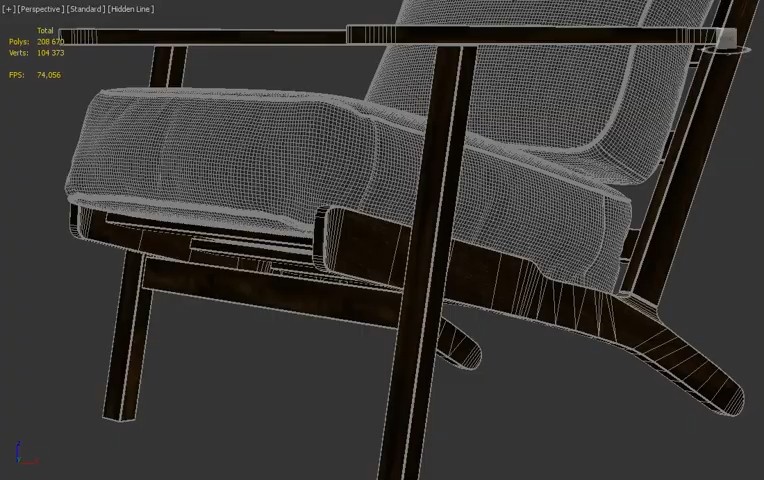 [+] [Perspective] [Standard] [Hidden Line]
Total
Polys: 208 670
Verts: 104 373
FPS: 74,056